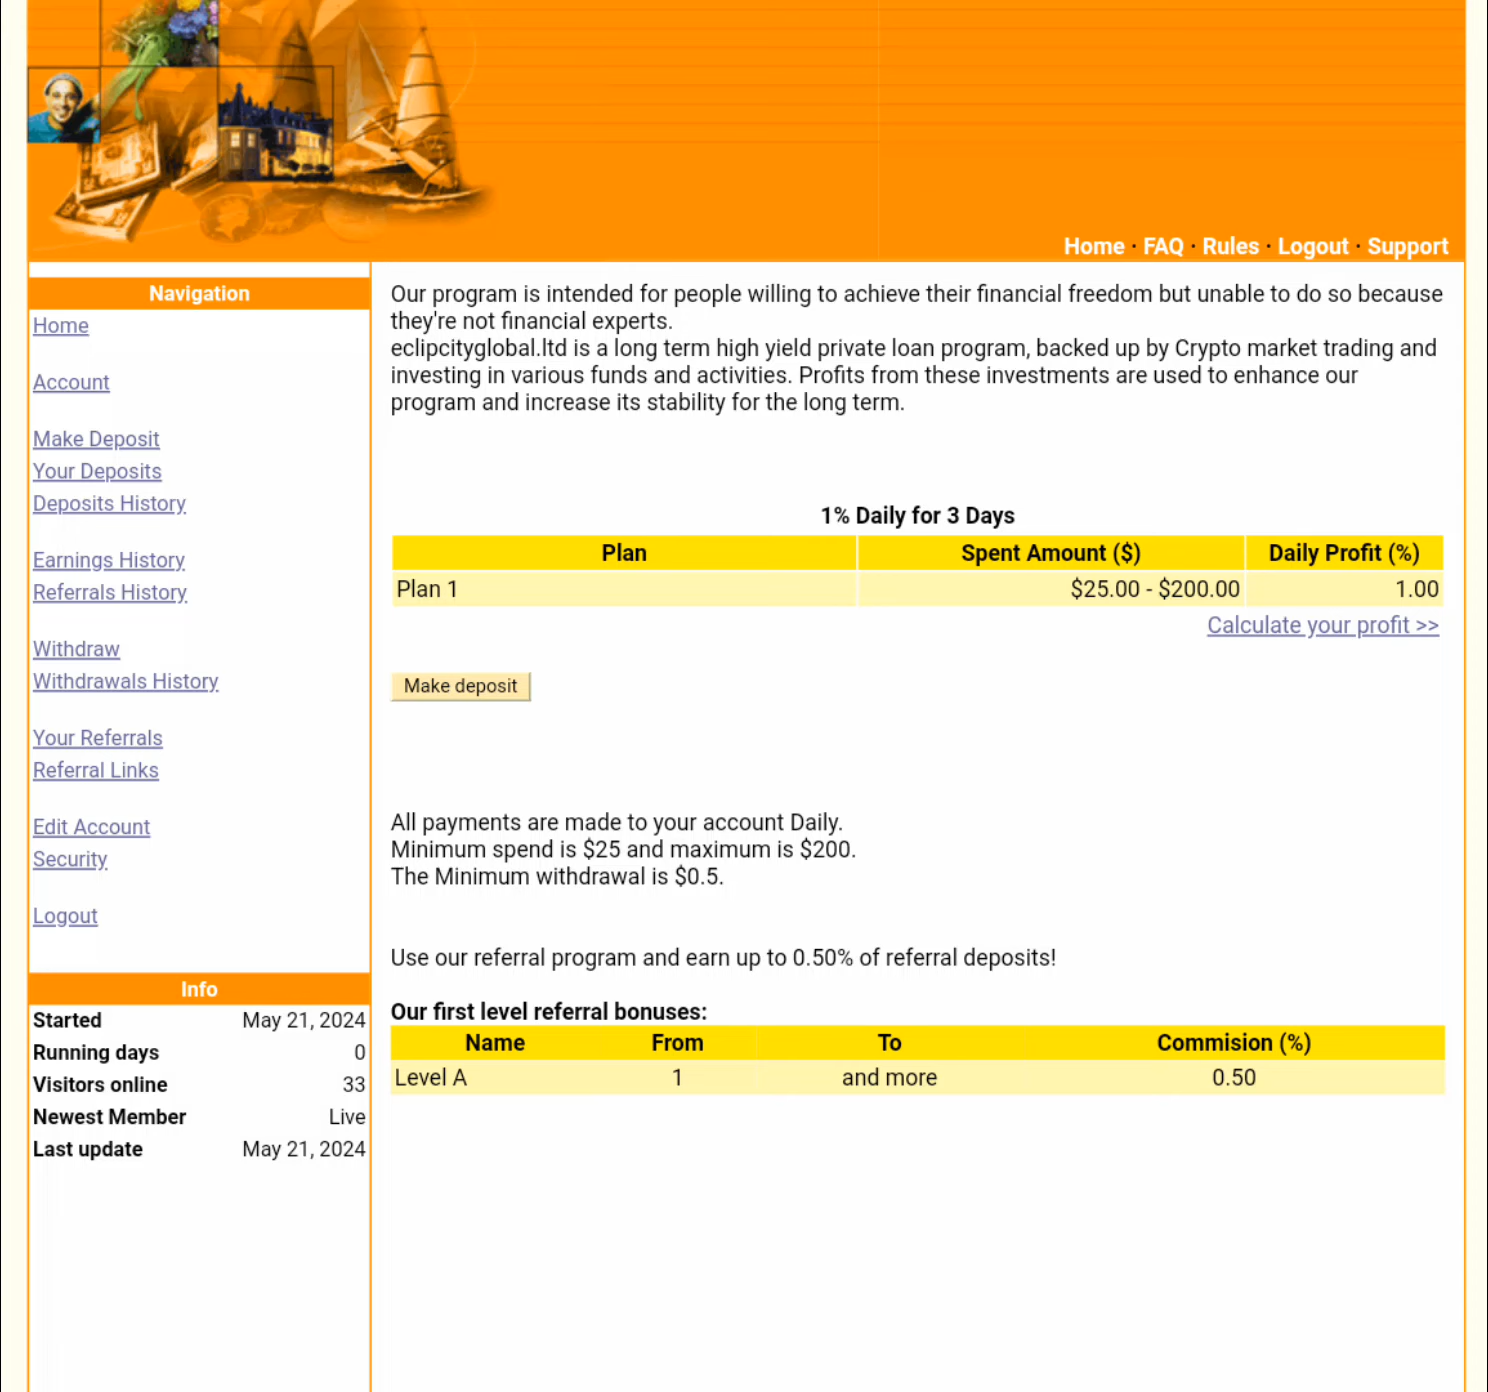 Home · FAQ · Rules · Logout · Support
Navigation
Home
Account
Make Deposit
Your Deposits
Deposits History
Earnings History
Referrals History
Withdraw
Withdrawals History
Your Referrals
Referral Links
Edit Account
Security
Logout
Info
Started May 21, 2024
Running days 0
Visitors online 33
Newest Member Live
Last update May 21, 2024
Our program is intended for people willing to achieve their financial freedom but unable to do so because
they're not financial experts.
eclipcityglobal.ltd is a long term high yield private loan program, backed up by Crypto market trading and
investing in various funds and activities. Profits from these investments are used to enhance our
program and increase its stability for the long term.
1% Daily for 3 Days
Plan Spent Amount ($) Daily Profit (%)
Plan 1 $25.00 - $200.00 1.00
Calculate your profit >>
Make deposit
All payments are made to your account Daily.
Minimum spend is $25 and maximum is $200.
The Minimum withdrawal is $0.5.
Use our referral program and earn up to 0.50% of referral deposits!
Our first level referral bonuses:
Name From To Commision (%)
Level A 1 and more 0.50